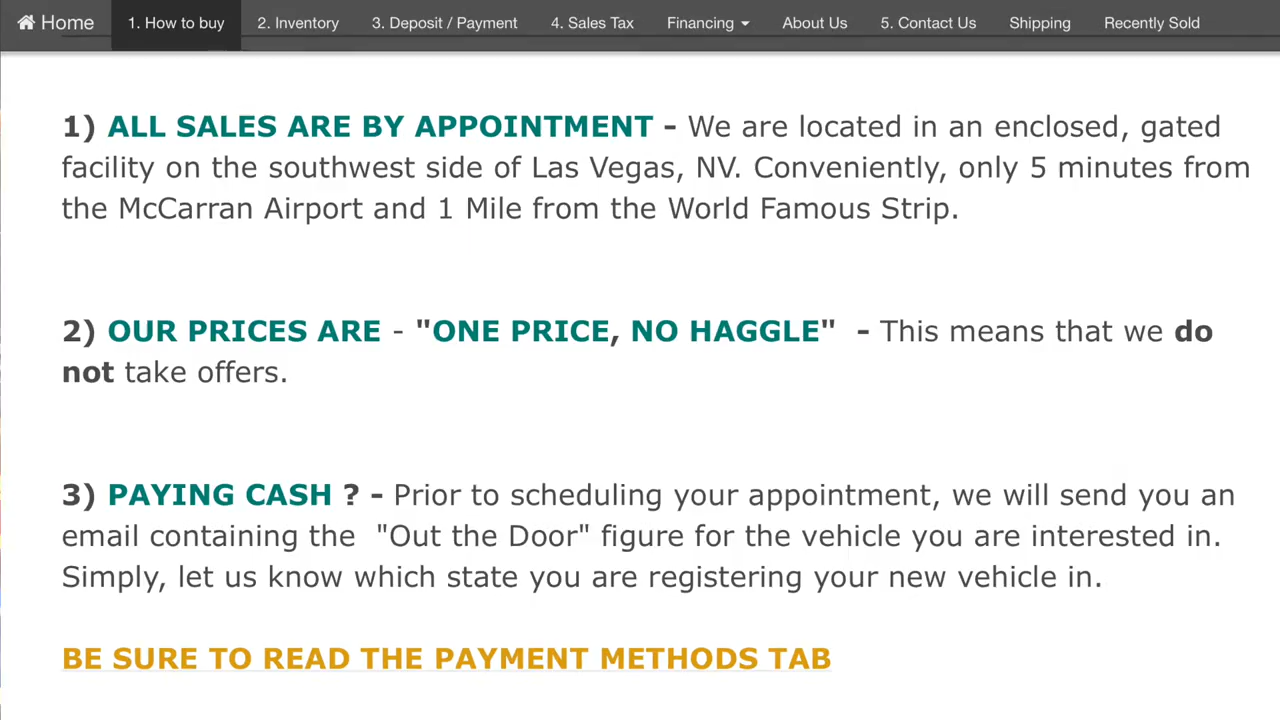 Home 1. How to buy 2. Inventory 3. Deposit / Payment 4. Sales Tax Financing About Us 5. Contact Us Shipping Recently Sold
1) ALL SALES ARE BY APPOINTMENT - We are located in an enclosed, gated
facility on the southwest side of Las Vegas, NV. Conveniently, only 5 minutes from
the McCarran Airport and 1 Mile from the World Famous Strip.
2) OUR PRICES ARE - "ONE PRICE, NO HAGGLE" - This means that we do
not take offers.
3) PAYING CASH ? - Prior to scheduling your appointment, we will send you an
email containing the "Out the Door" figure for the vehicle you are interested in.
Simply, let us know which state you are registering your new vehicle in.
BE SURE TO READ THE PAYMENT METHODS TAB